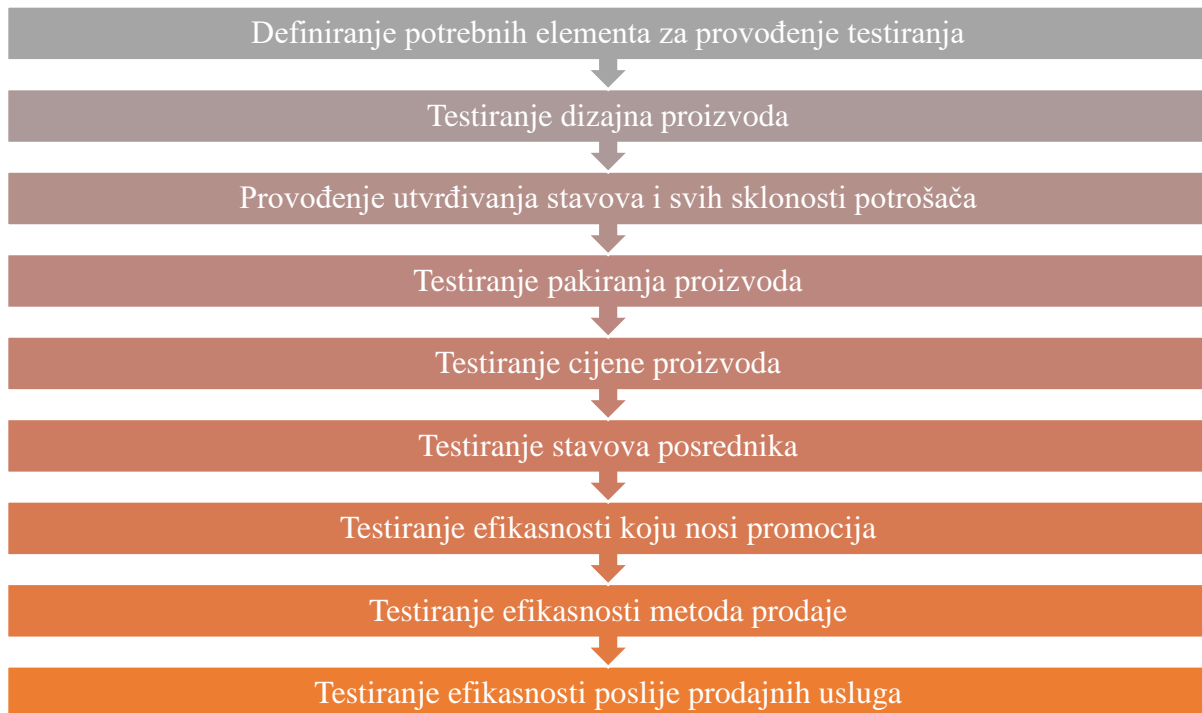 Definiranje potrebnih elementa za provođenje testiranja
Testiranje dizajna proizvoda
Provođenje utvrđivanja stavova i svih sklonosti potrošača
Testiranje pakiranja proizvoda
Testiranje cijene proizvoda
Testiranje stavova posrednika
Testiranje efikasnosti koju nosi promocija
Testiranje efikasnosti metoda prodaje
Testiranje efikasnosti poslije prodajnih usluga